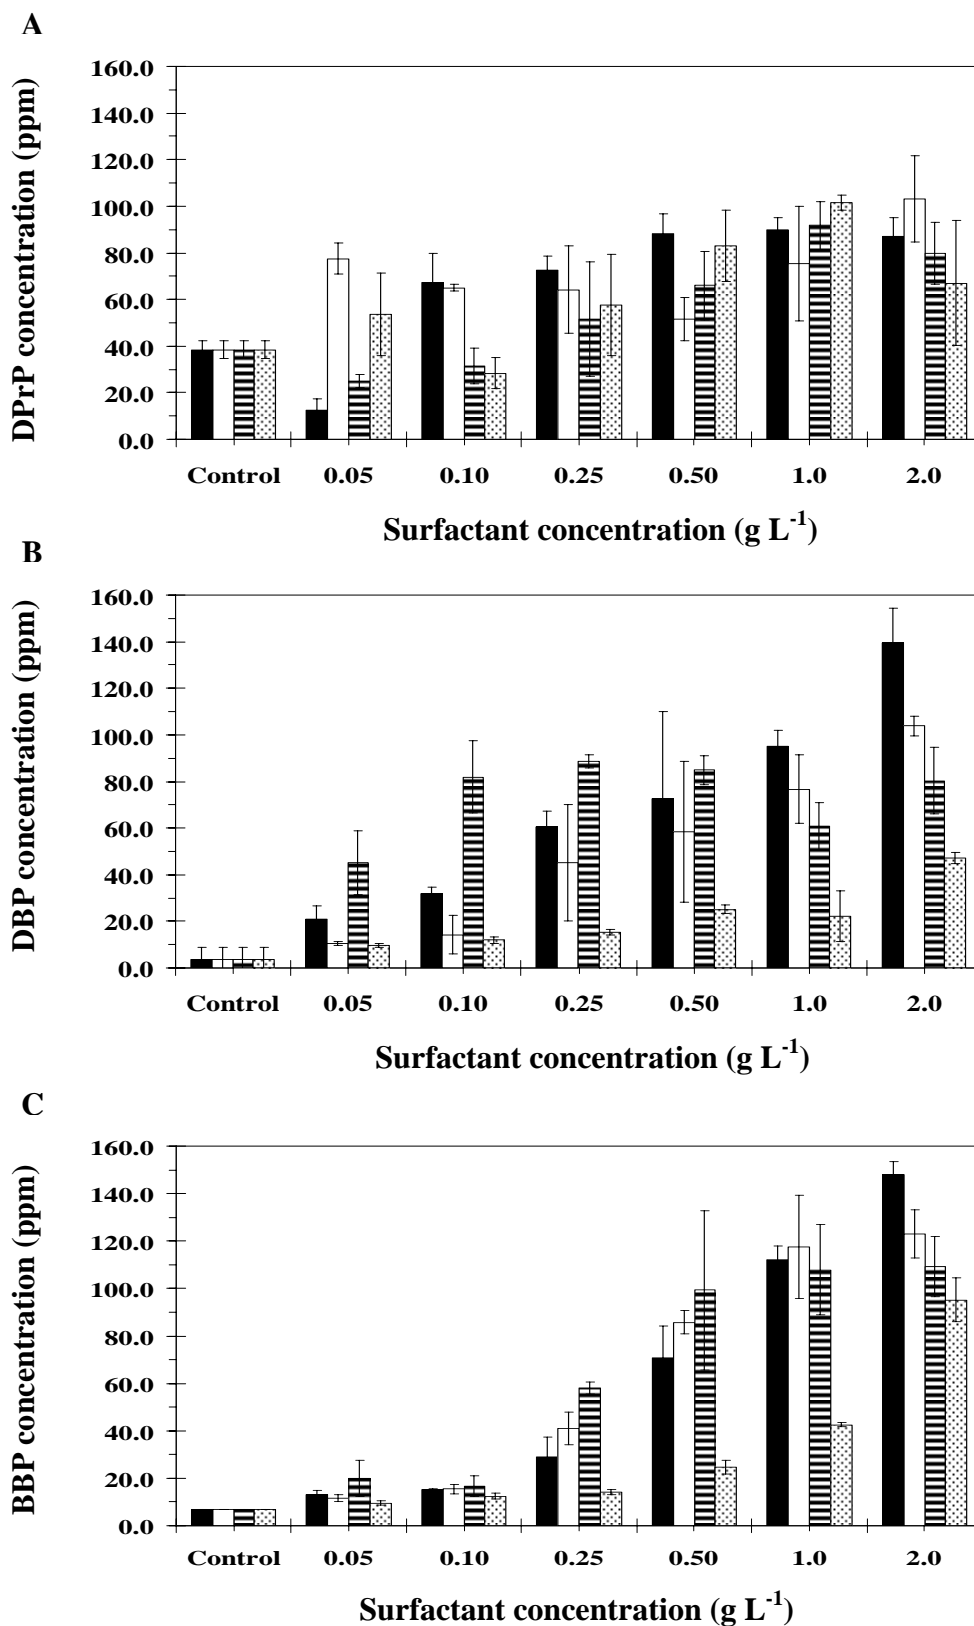 A
DPrP concentration (ppm)
160.0
140.0
120.0
100.0
80.0
60.0
40.0
20.0
0.0
Control 0.05 0.10 0.25 0.50 1.0 2.0
Surfactant concentration (g L-1)
B
DBP concentration (ppm)
160.0
140.0
120.0
100.0
80.0
60.0
40.0
20.0
0.0
Control 0.05 0.10 0.25 0.50 1.0 2.0
Surfactant concentration (g L-1)
C
BBP concentration (ppm)
160.0
140.0
120.0
100.0
80.0
60.0
40.0
20.0
0.0
Control 0.05 0.10 0.25 0.50 1.0 2.0
Surfactant concentration (g L-1)